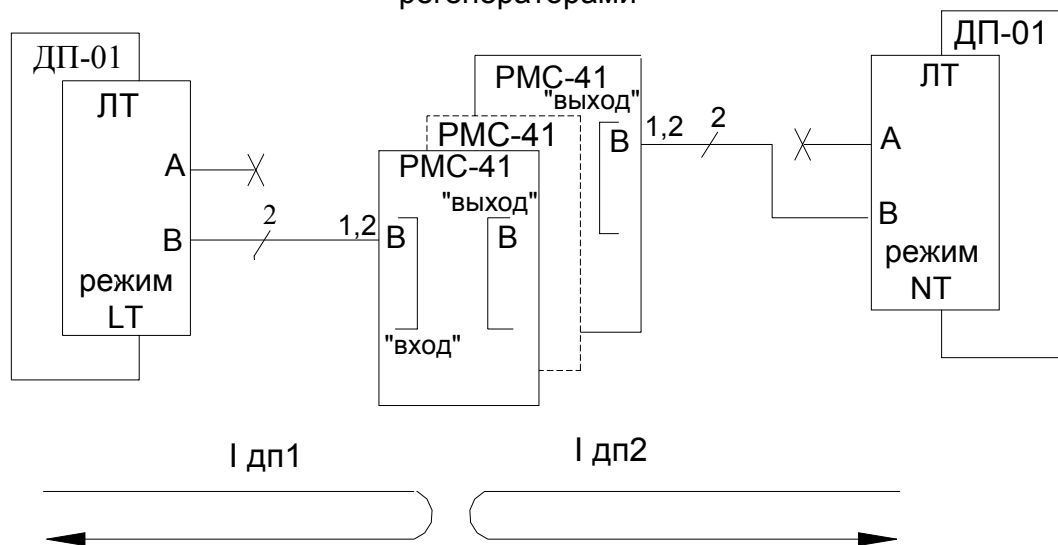 регенераторами
ДП-01
ЛТ
А
2
В
режим
LT
РМС-41
"выход"
В
1,2
2
РМС-41
РМС-41
"выход"
1,2
В
В
"вход"
ДП-01
ЛТ
А
В
режим
NT
I дп1
I дп2